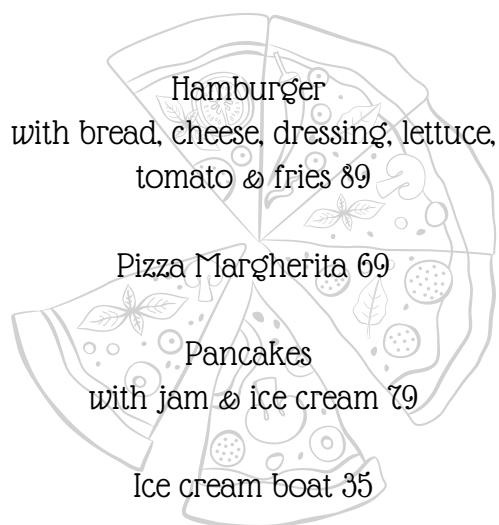 Hamburger
with bread, cheese, dressing, lettuce,
tomato & fries 89
Pizza Margherita 69
Pancakes
with jam & ice cream 79
Ice cream boat 35